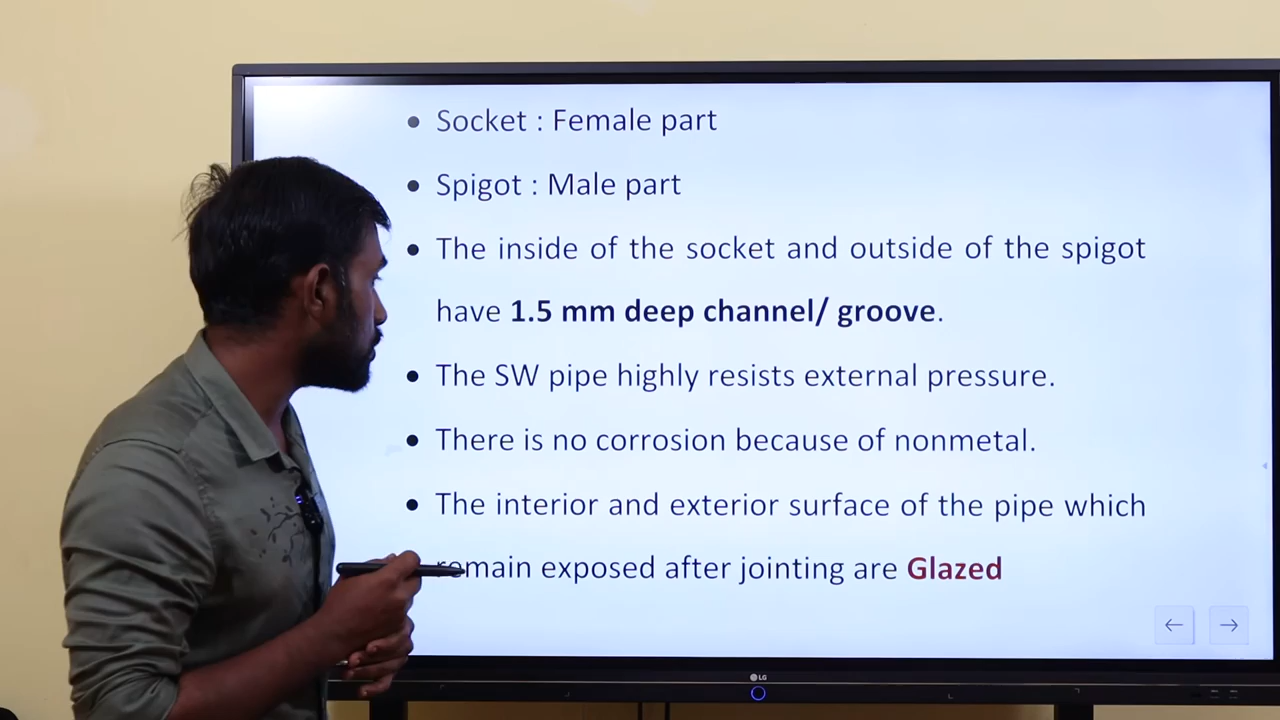 • Socket : Female part
• Spigot : Male part
• The inside of the socket and outside of the spigot
have 1.5 mm deep channel/ groove.
• The SW pipe highly resists external pressure.
• There is no corrosion because of nonmetal.
• The interior and exterior surface of the pipe which
remain exposed after jointing are Glazed
LG